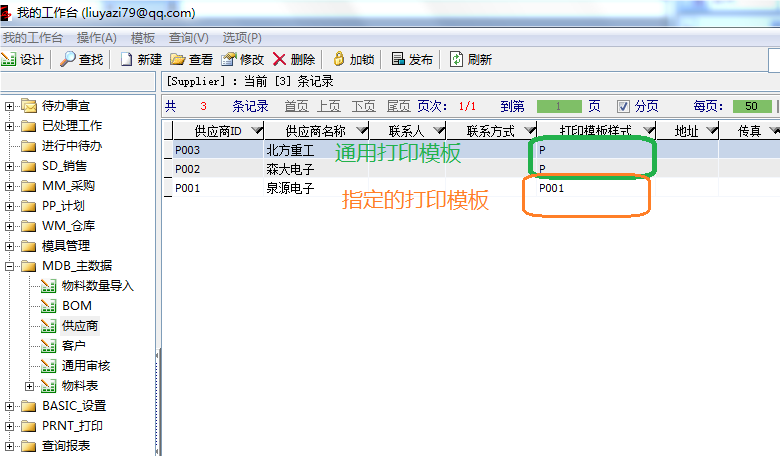 我的工作台 (liuyazi79@qq.com)
我的工作台 操作(A) 模板 查询(V) 选项(P)
设计 查找 新建 查看 修改 删除 加锁 发布 刷新
[Supplier] : 当前 [3] 条记录
共 3 条记录 首页 上页 下页 尾页 页次: 1/1 到第 1 页 分页 每页: 50
供应商ID 供应商名称 联系人 联系方式 打印模板样式 地址 传真
P003 北方重工 P
P002 森大电子 P
P001 泉源电子 P001
通用打印模板
指定的打印模板
待办事宜
已处理工作
进行中待办
SD_销售
MM_采购
PP_计划
WM_仓库
模具管理
MDB_主数据
物料数量导入
BOM
供应商
客户
通用审核
物料表
BASIC_设置
PRNT_打印
查询报表